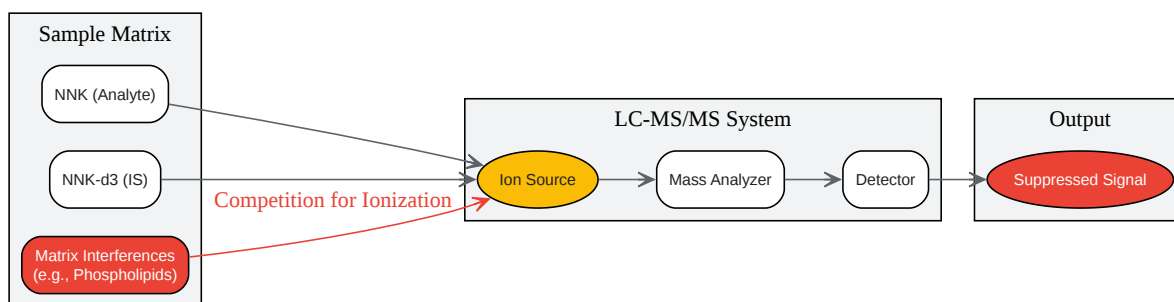 Sample Matrix
NNK (Analyte)
NNK-d3 (IS)
Matrix Interferences
(e.g., Phospholipids)
Competition for Ionization
LC-MS/MS System
Ion Source
Mass Analyzer
Detector
Output
Suppressed Signal